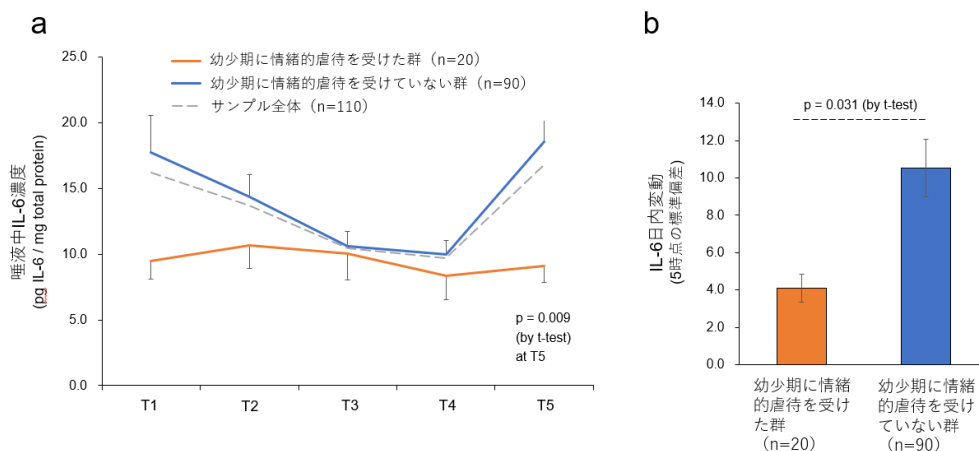 a
幼少期に情緒的虐待を受けた群（n=20）
幼少期に情緒的虐待を受けていない群（n=90）
サンプル全体（n=110）
唾液中IL-6濃度
(pg IL-6 / mg total protein)
25.0
20.0
15.0
10.0
5.0
0.0
T1
T2
T3
T4
T5
p = 0.009
(by t-test)
at T5
b
p = 0.031 (by t-test)
IL-6日内変動
(5時点の標準偏差)
14.0
12.0
10.0
8.0
6.0
4.0
2.0
0.0
幼少期に情緒
的虐待を受け
た群
（n=20）
幼少期に情緒
的虐待を受け
ていない群
（n=90）